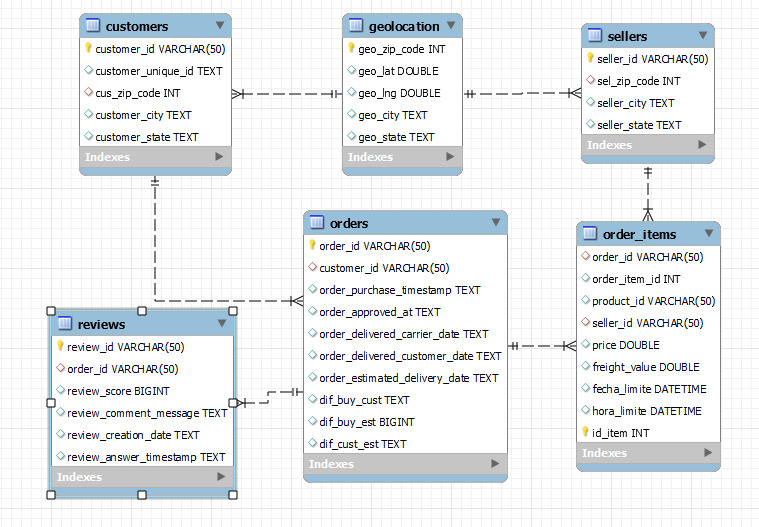 customers
customer_id VARCHAR(50)
customer_unique_id TEXT
cus_zip_code INT
customer_city TEXT
customer_state TEXT
Indexes
geolocation
geo_zip_code INT
geo_lat DOUBLE
geo_lng DOUBLE
geo_city TEXT
geo_state TEXT
Indexes
sellers
seller_id VARCHAR(50)
sel_zip_code INT
seller_city TEXT
seller_state TEXT
Indexes
orders
order_id VARCHAR(50)
customer_id VARCHAR(50)
order_purchase_timestamp TEXT
order_approved_at TEXT
order_delivered_carrier_date TEXT
order_delivered_customer_date TEXT
order_estimated_delivery_date TEXT
dif_buy_cust TEXT
dif_buy_est BIGINT
dif_cust_est TEXT
Indexes
order_items
order_id VARCHAR(50)
order_item_id INT
product_id VARCHAR(50)
seller_id VARCHAR(50)
price DOUBLE
freight_value DOUBLE
fecha_limite DATETIME
hora_limite DATETIME
id_item INT
Indexes
reviews
review_id VARCHAR(50)
order_id VARCHAR(50)
review_score BIGINT
review_comment_message TEXT
review_creation_date TEXT
review_answer_timestamp TEXT
Indexes